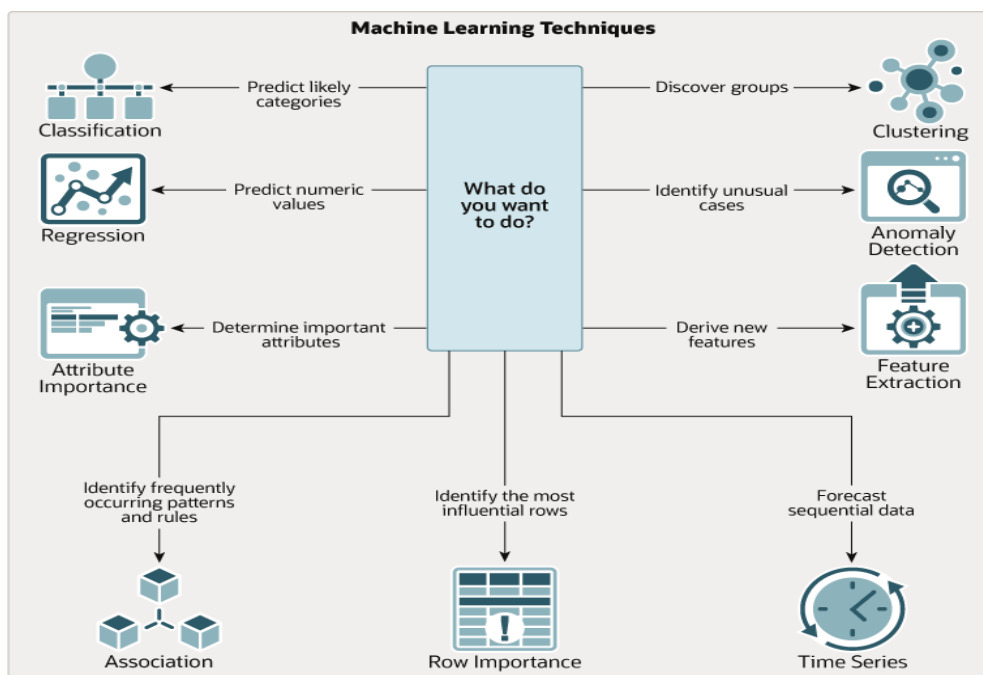 Machine Learning Techniques
Predict likely
categories
Classification
Discover groups
Clustering
What do
you want
to do?
Predict numeric
values
Regression
Identify unusual
cases
Anomaly
Detection
Determine important
attributes
Attribute
Importance
Derive new
features
Feature
Extraction
Identify frequently
occurring patterns
and rules
Association
Identify the most
influential rows
Row Importance
Forecast
sequential data
Time Series